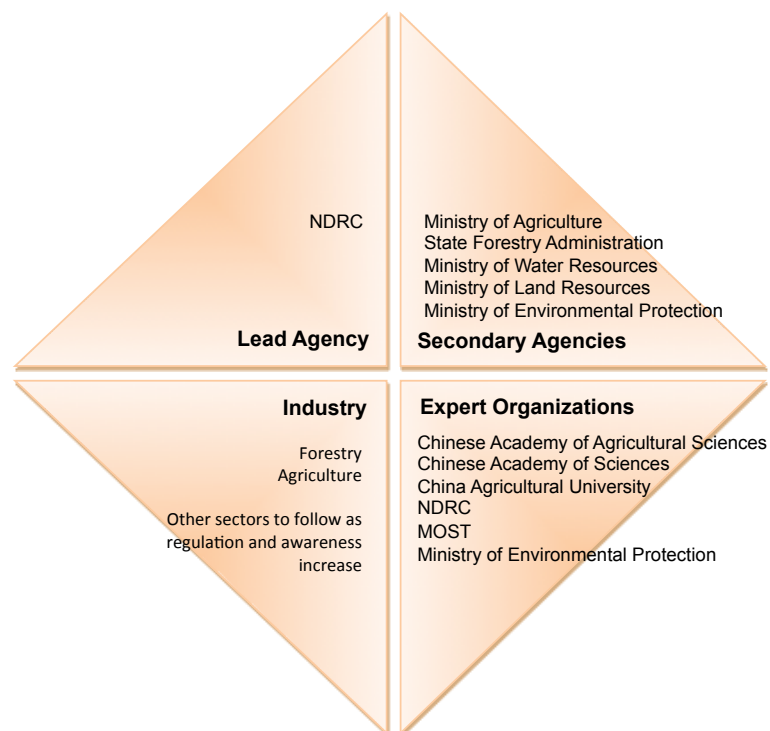 NDRC
Lead Agency
Ministry of Agriculture
State Forestry Administration
Ministry of Water Resources
Ministry of Land Resources
Ministry of Environmental Protection
Secondary Agencies
Industry
Forestry
Agriculture
Other sectors to follow as
regulation and awareness
increase
Expert Organizations
Chinese Academy of Agricultural Sciences
Chinese Academy of Sciences
China Agricultural University
NDRC
MOST
Ministry of Environmental Protection